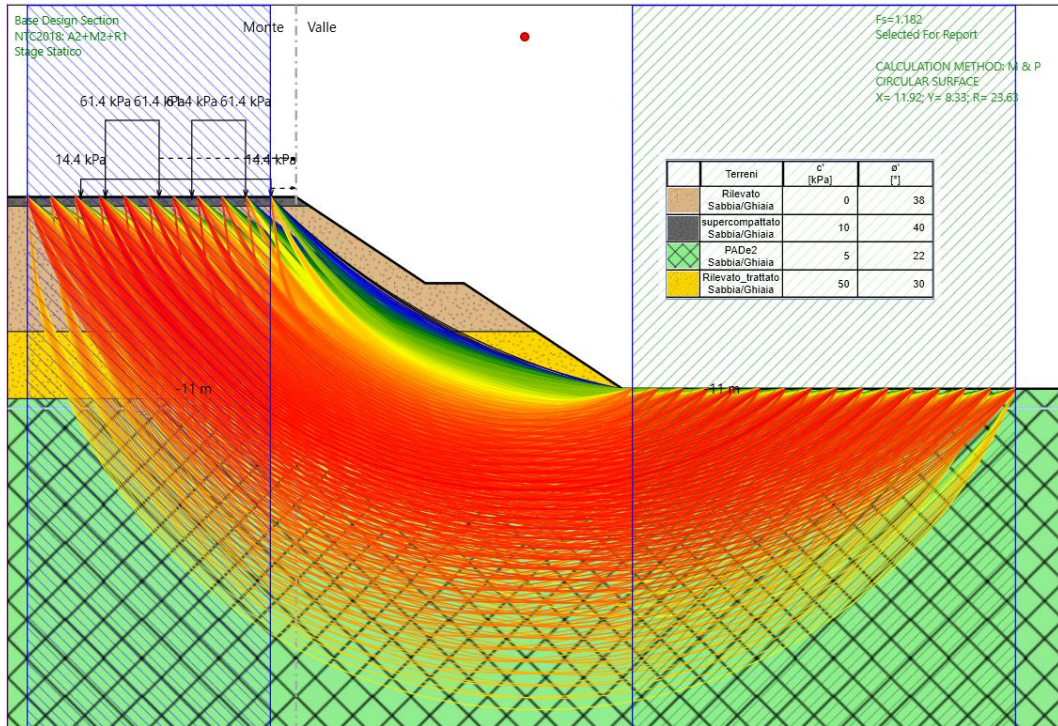 Base Design Section
NTC2018: A2+M2+R1
Stage Statico
Monte
Valle
Fs=1.182
Selected For Report
CALCULATION METHOD: M & P
CIRCULAR SURFACE
X= 11.92; Y= 8.33; R= 23.63
61.4 kPa
61.4 kPa
61.4 kPa
61.4 kPa
14.4 kPa
14.4 kPa
Terreni
c'
[kPa]
ø'
[°]
Rilevato
Sabbia/Ghiaia
0
38
supercompattato
Sabbia/Ghiaia
10
40
PADe2
Sabbia/Ghiaia
5
22
Rilevato_trattato
Sabbia/Ghiaia
50
30
-11 m
-11 m